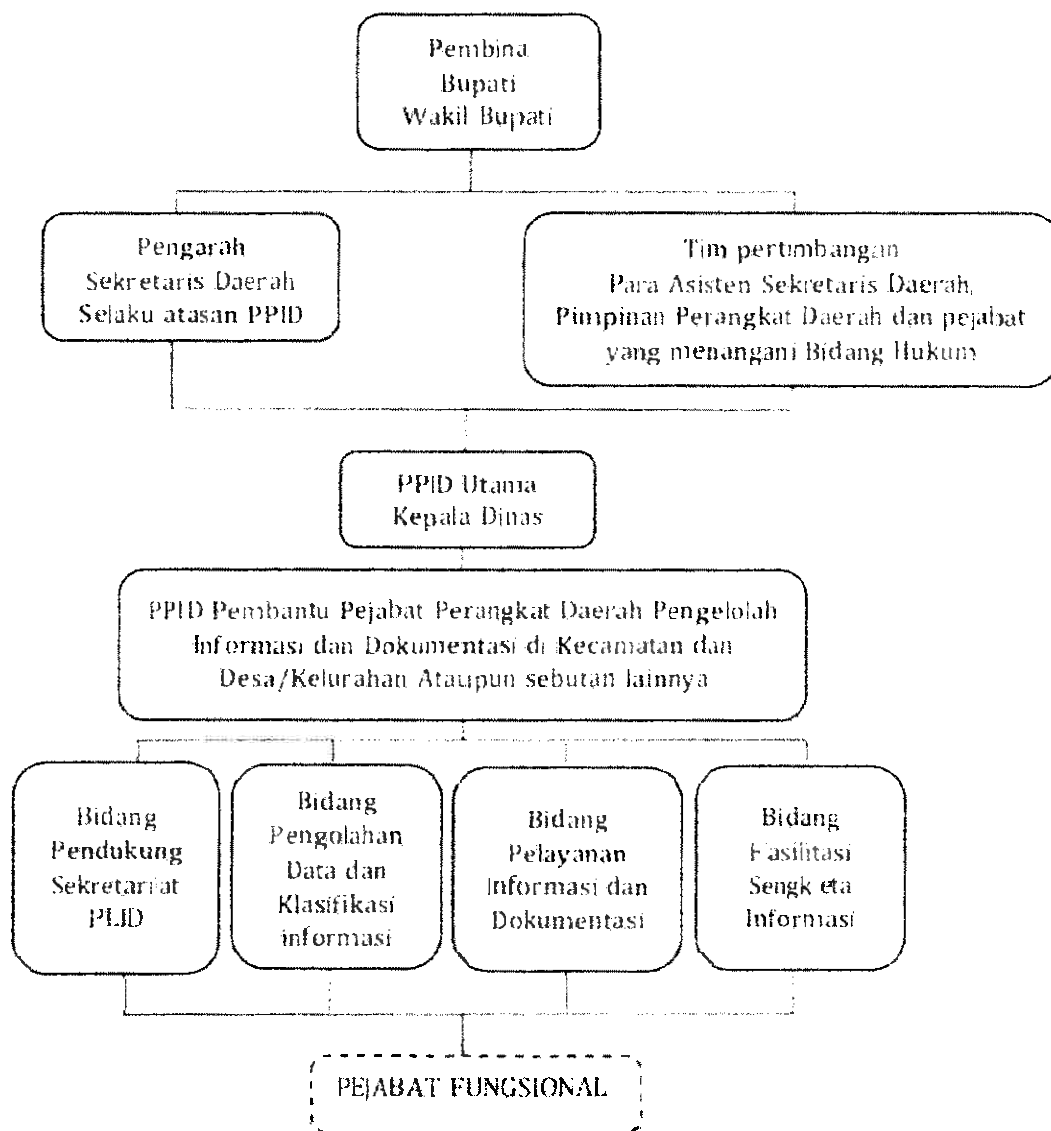 Pembina
Bupati
Wakil Bupati
Pengarah
Sekretaris Daerah
Selaku atasan PPID
Tim pertimbangan
Para Asisten Sekretaris Daerah,
Pimpinan Perangkat Daerah dan pejabat
yang menangani Bidang Hukum
PPID Utama
Kepala Dinas
PPID Pembantu Pejabat Perangkat Daerah Pengelolah
Informasi dan Dokumentasi di Kecamatan dan
Desa/Kelurahan Ataupun sebutan lainnya
Bidang
Pendukung
Sekretariat
PLID
Bidang
Pengolahan
Data dan
Klasifikasi
informasi
Bidang
Pelayanan
Informasi dan
Dokumentasi
Bidang
Fasilitasi
Sengk eta
Informasi
PEJABAT FUNGSIONAL